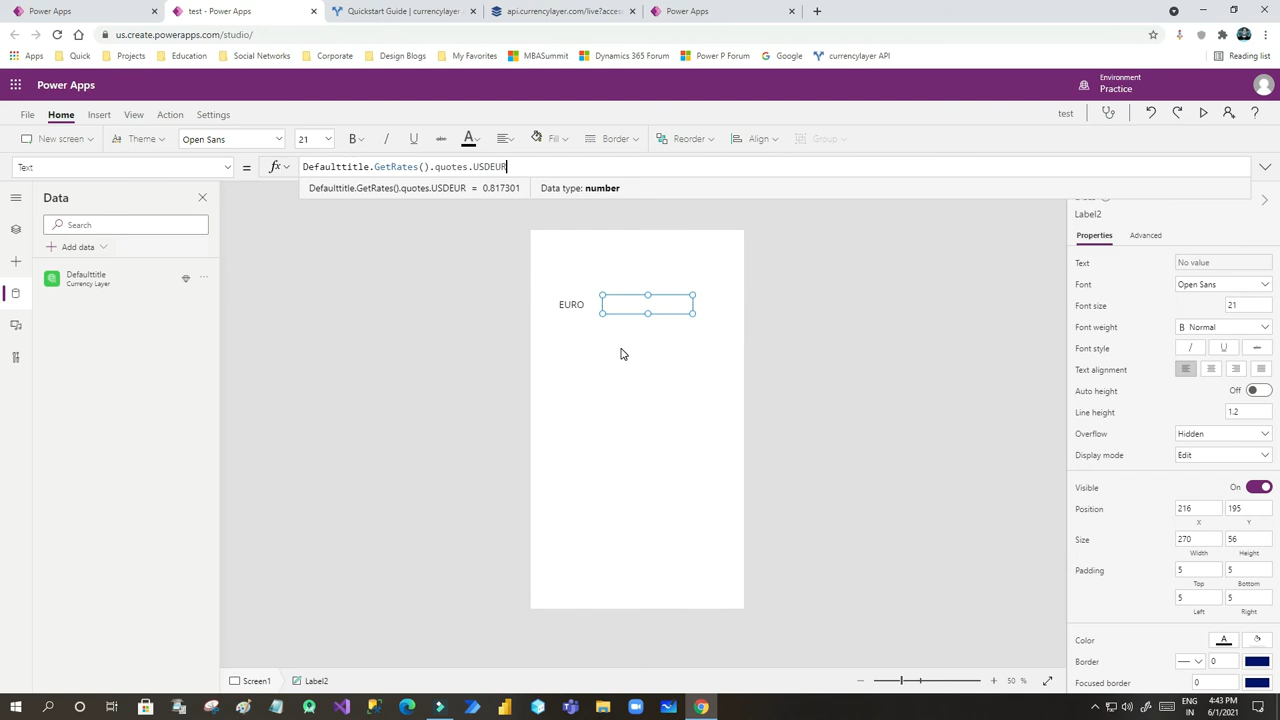 Power Apps
test - Power Apps
Quickstart Guide | currencylayer A
api.currencylayer.com/live?acces
Power Apps
us.create.powerapps.com/studio/
Apps
Quick
Projects
Education
Social Networks
Corporate
Design Blogs
My Favorites
MBASummit
Dynamics 365 Forum
Power P Forum
Google
currencylayer API
Reading list
Power Apps
Environment
Practice
File
Home
Insert
View
Action
Settings
test
New screen
Theme
Open Sans
21
B
A
Fill
Border
Reorder
Align
Group
Text
=
fx
Defaulttitle.GetRates().quotes.USDEUR
Defaulttitle.GetRates().quotes.USDEUR = 0.817301
Data type: number
Data
Search
Add data
Defaulttitle
Currency Layer
EURO
Label2
Properties
Advanced
Text
No value
Font
Open Sans
Font size
21
Font weight
B Normal
Font style
Text alignment
Auto height
Off
Line height
1.2
Overflow
Hidden
Display mode
Edit
Visible
On
Position
216
195
X
Y
Size
270
56
Width
Height
Padding
5
5
Top
Bottom
5
5
Left
Right
Color
A
Border
0
Focused border
0
Screen1
Label2
50 %
ENG
IN
4:43 PM
6/1/2021